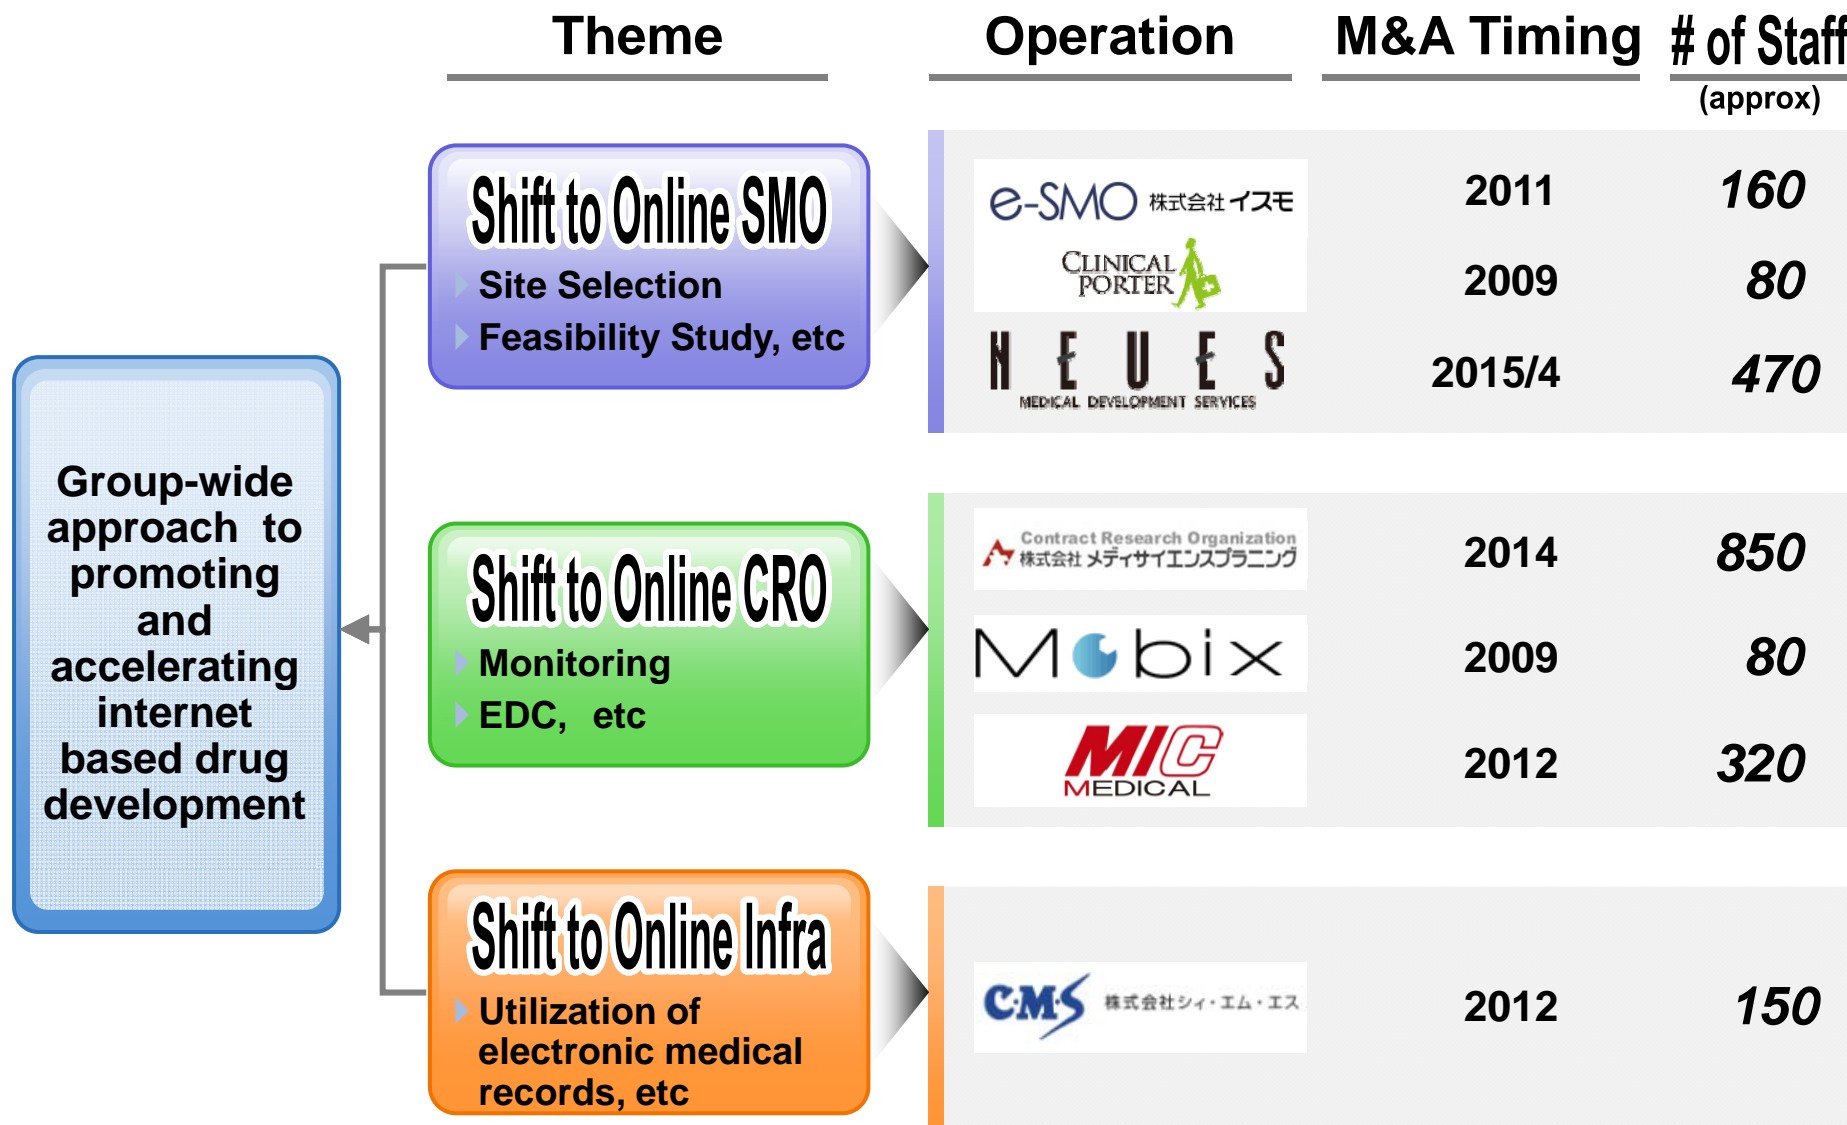 Theme
Operation
M&A Timing
# of Staff
(approx)
Group-wide
approach to
promoting
and
accelerating
internet
based drug
development
Shift to Online SMO
Site Selection
Feasibility Study, etc
e-SMO 株式会社イスモ
2011
160
CLINICAL
PORTER
2009
80
NEUES
MEDICAL DEVELOPMENT SERVICES
2015/4
470
Shift to Online CRO
Monitoring
EDC, etc
Contract Research Organization
株式会社 メディサイエンスプラニング
2014
850
Mobix
2009
80
MIC
MEDICAL
2012
320
Shift to Online Infra
Utilization of
electronic medical
records, etc
C·M·S 株式会社シィ・エム・エス
2012
150